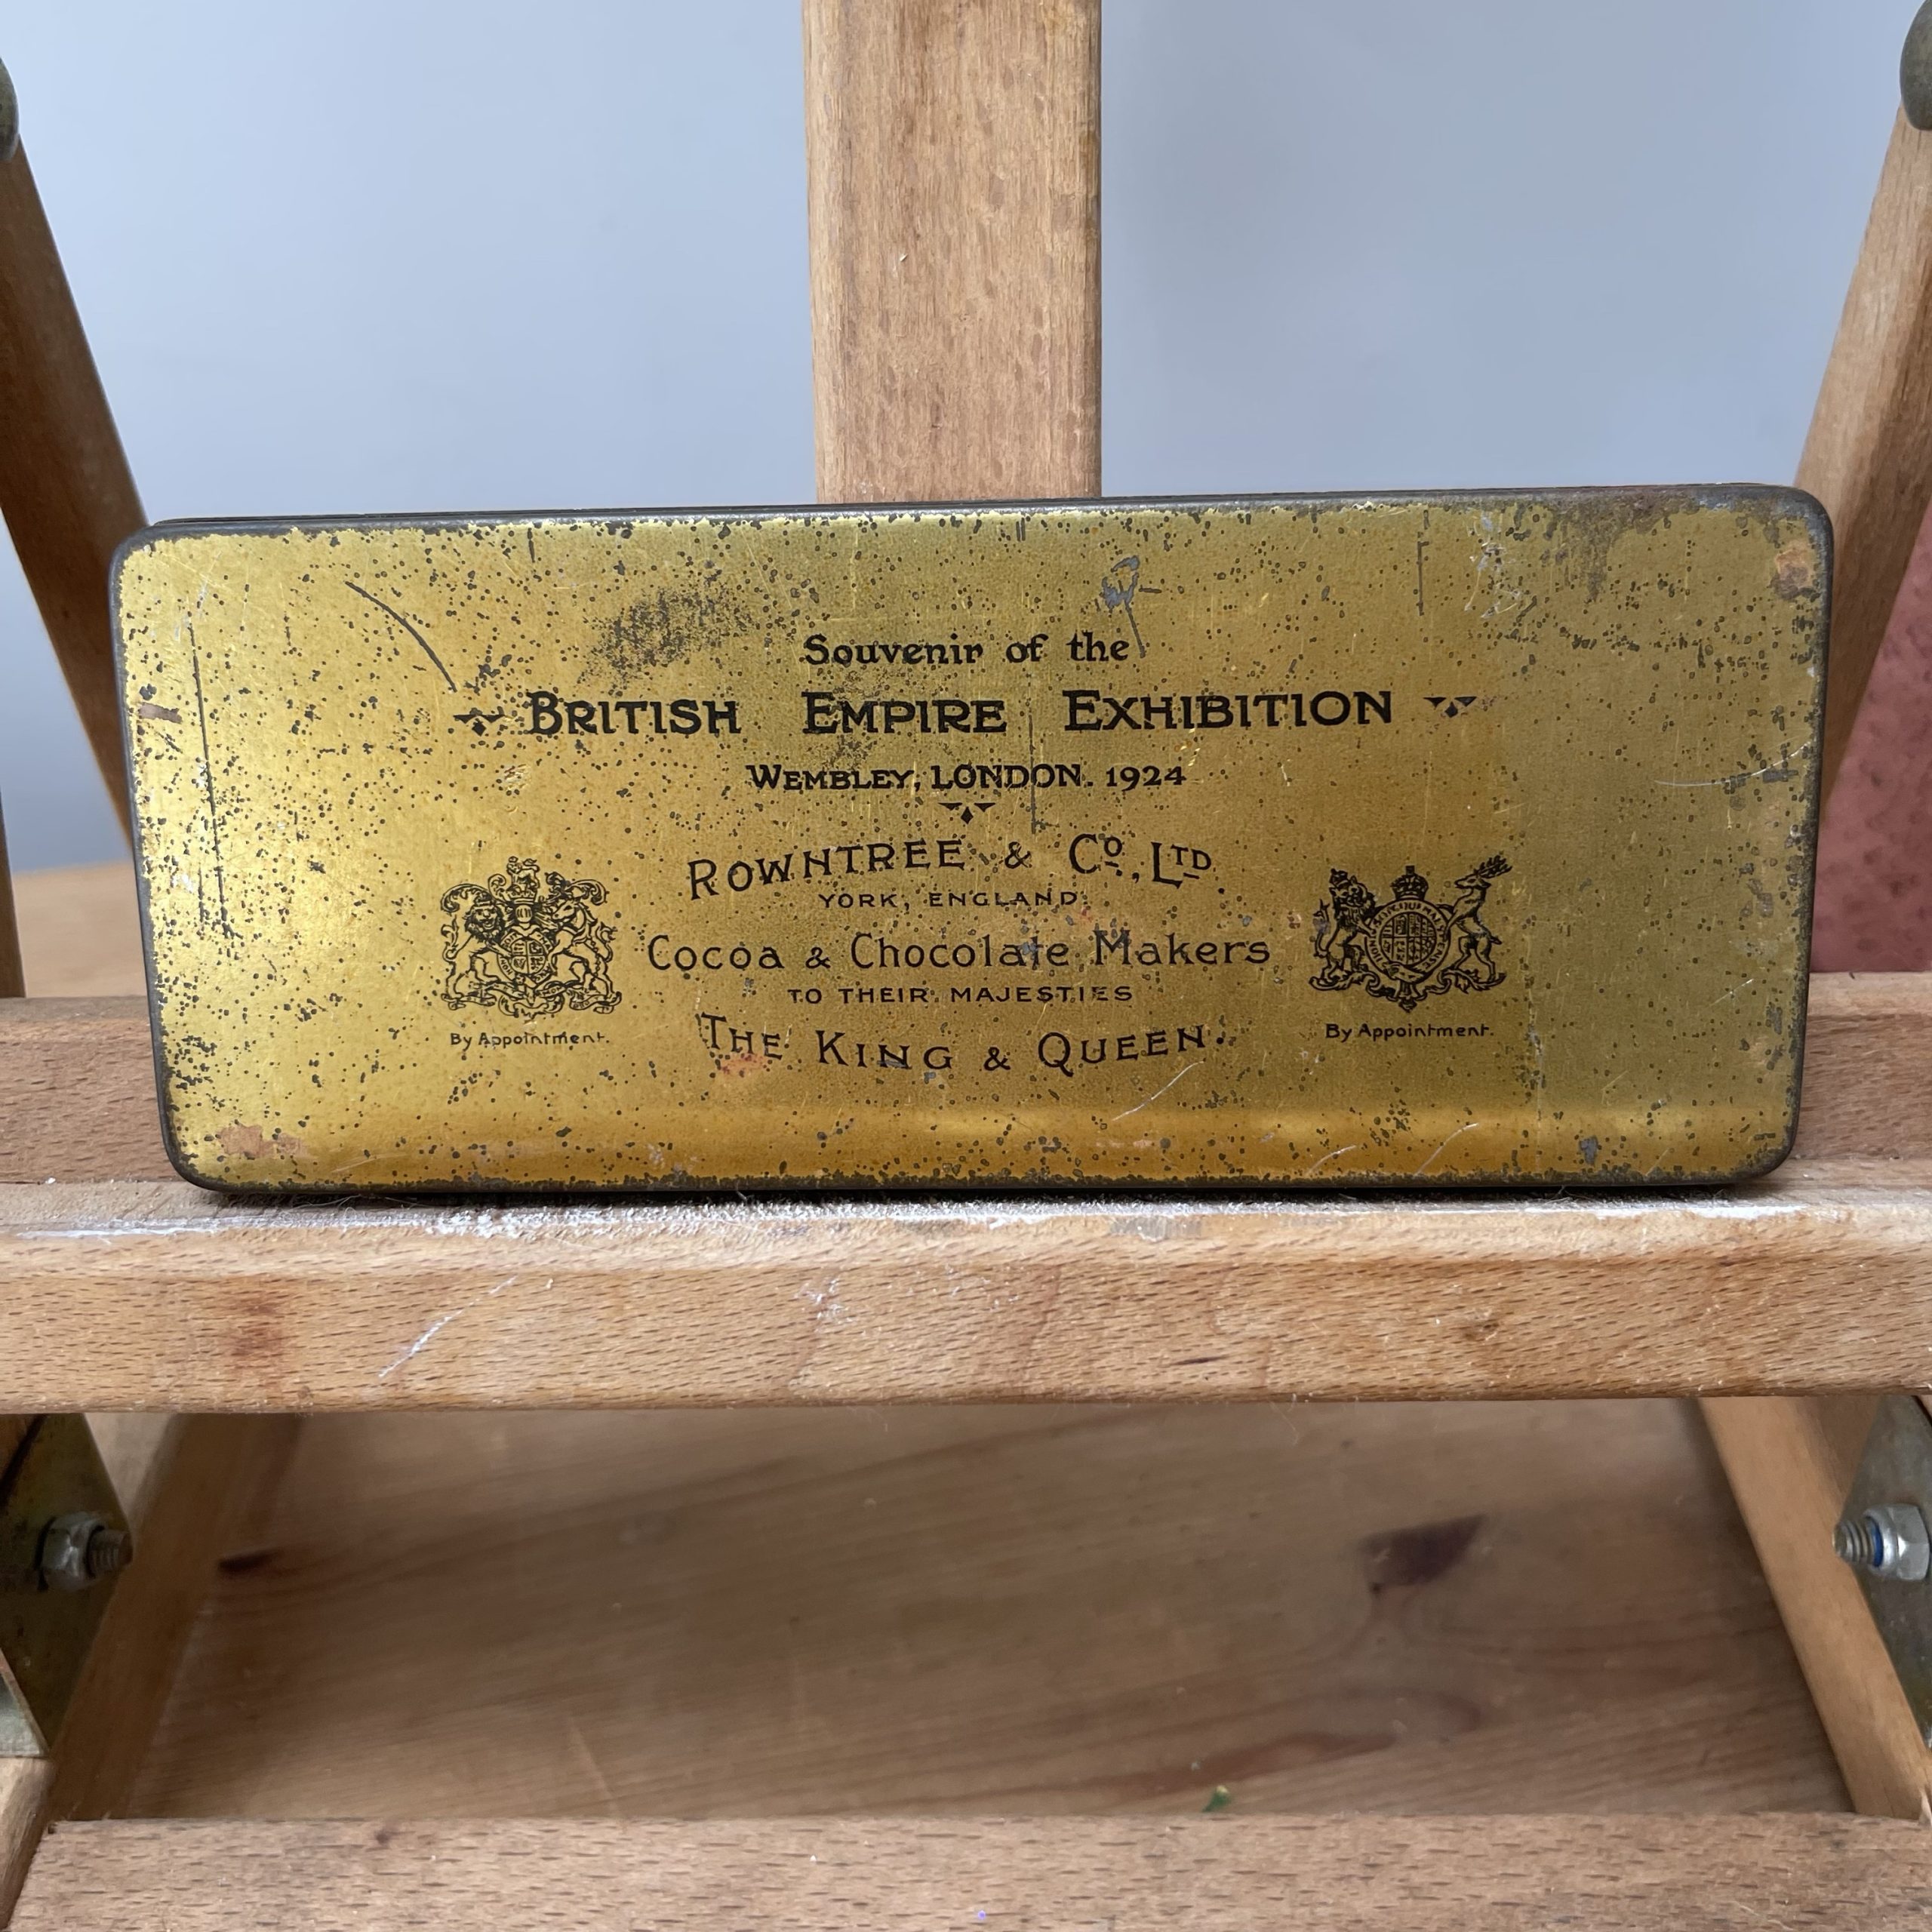 Souvenir of the
BRITISH EMPIRE EXHIBITION
WEMBLEY, LONDON. 1924
ROWNTREE & Co., LTD.
YORK, ENGLAND.
Cocoa & Chocolate Makers
TO THEIR MAJESTIES
THE KING & QUEEN.
By Appointment.
By Appointment.